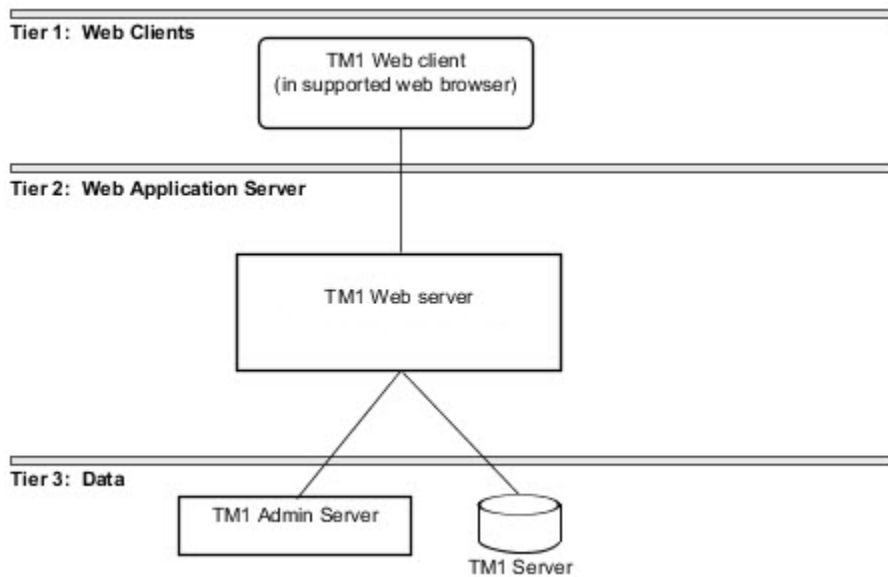 Tier 1: Web Clients
TM1 Web client
(in supported web browser)
Tier 2: Web Application Server
TM1 Web server
Tier 3: Data
TM1 Admin Server
TM1 Server